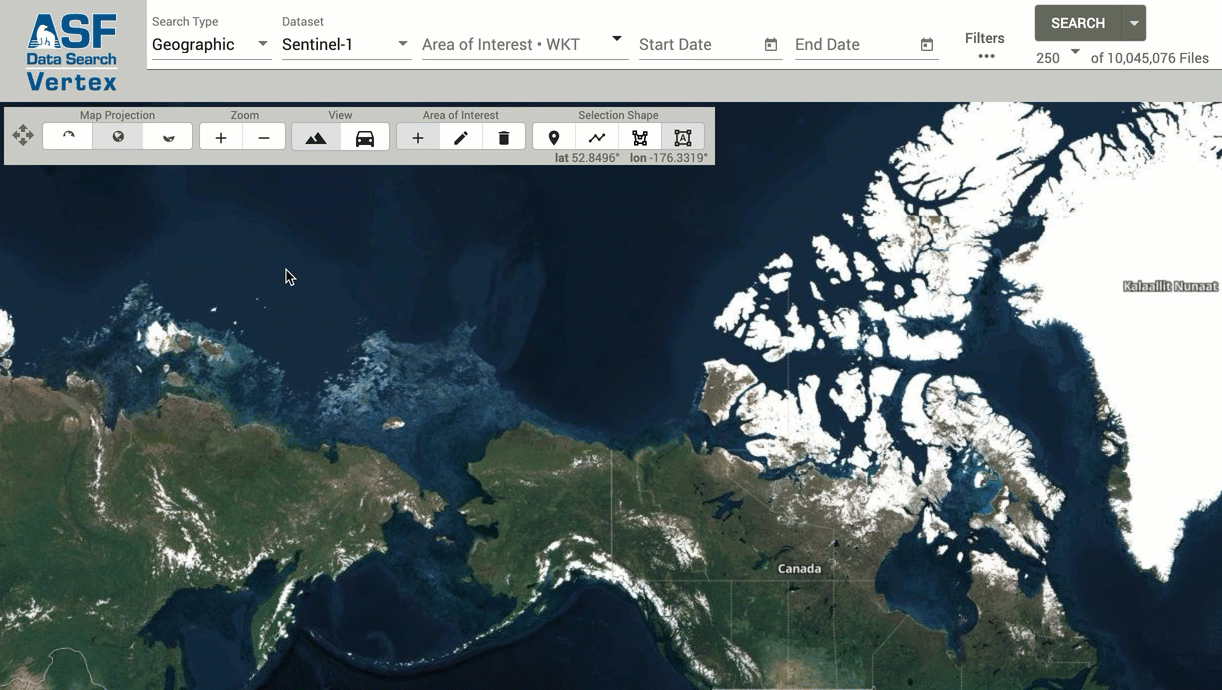 ASF
Data Search
Vertex
Search Type
Geographic
Dataset
Sentinel-1
Area of Interest • WKT
Start Date
End Date
Filters
SEARCH
250 of 10,045,076 Files
Map Projection
Zoom
View
Area of Interest
Selection Shape
A
lat 52.8496° lon -176.3319°
Kalaallit Nunaat
Canada